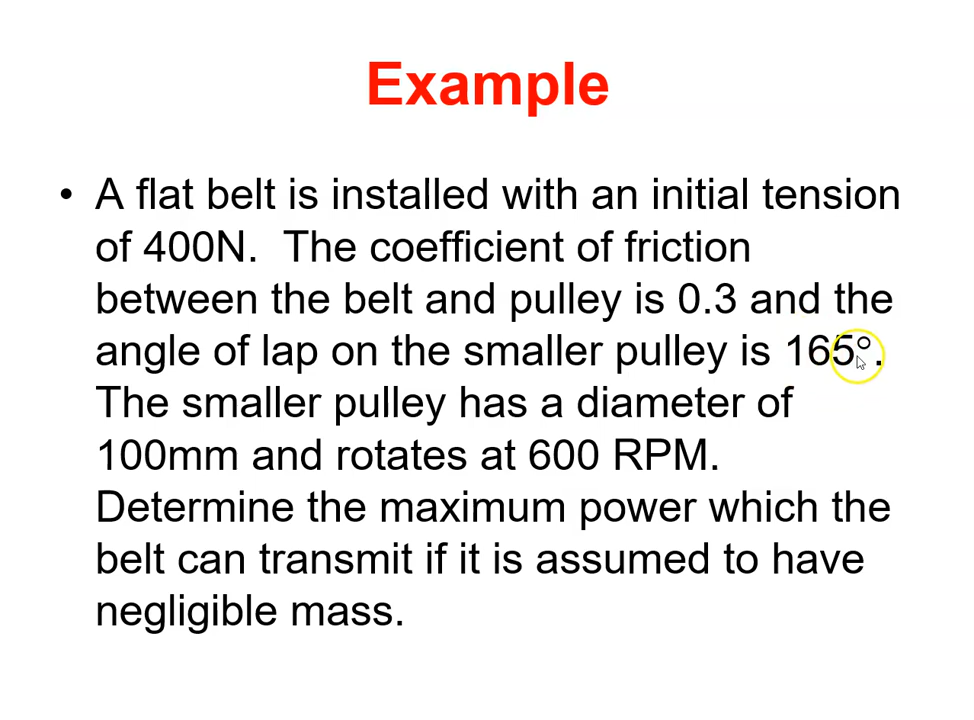 Example
• A flat belt is installed with an initial tension
of 400N.  The coefficient of friction
between the belt and pulley is 0.3 and the
angle of lap on the smaller pulley is 165°.
The smaller pulley has a diameter of
100mm and rotates at 600 RPM.
Determine the maximum power which the
belt can transmit if it is assumed to have
negligible mass.